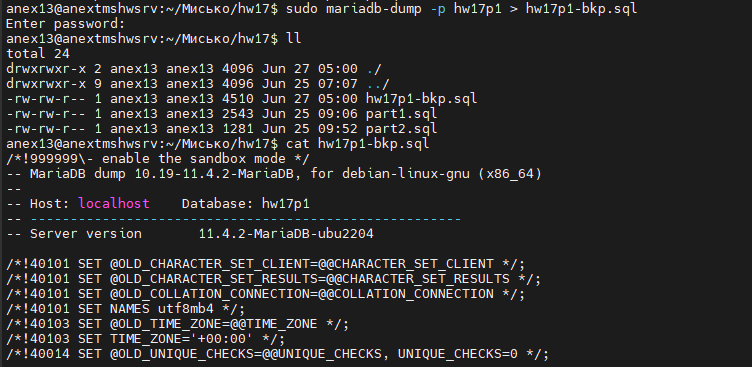 anex13@anextmshwsrv:~/Мисько/hw17$ sudo mariadb-dump -p hw17p1 > hw17p1-bkp.sql
Enter password:
anex13@anextmshwsrv:~/Мисько/hw17$ ll
total 24
drwxrwxr-x 2 anex13 anex13 4096 Jun 27 05:00 ./
drwxrwxr-x 9 anex13 anex13 4096 Jun 25 07:07 ../
-rw-rw-r-- 1 anex13 anex13 4510 Jun 27 05:00 hw17p1-bkp.sql
-rw-rw-r-- 1 anex13 anex13 2543 Jun 25 09:06 part1.sql
-rw-rw-r-- 1 anex13 anex13 1281 Jun 25 09:52 part2.sql
anex13@anextmshwsrv:~/Мисько/hw17$ cat hw17p1-bkp.sql
/*!999999\- enable the sandbox mode */
-- MariaDB dump 10.19-11.4.2-MariaDB, for debian-linux-gnu (x86_64)
--
-- Host: localhost    Database: hw17p1
-- ------------------------------------------------------
-- Server version       11.4.2-MariaDB-ubu2204

/*!40101 SET @OLD_CHARACTER_SET_CLIENT=@@CHARACTER_SET_CLIENT */;
/*!40101 SET @OLD_CHARACTER_SET_RESULTS=@@CHARACTER_SET_RESULTS */;
/*!40101 SET @OLD_COLLATION_CONNECTION=@@COLLATION_CONNECTION */;
/*!40101 SET NAMES utf8mb4 */;
/*!40103 SET @OLD_TIME_ZONE=@@TIME_ZONE */;
/*!40103 SET TIME_ZONE='+00:00' */;
/*!40014 SET @OLD_UNIQUE_CHECKS=@@UNIQUE_CHECKS, UNIQUE_CHECKS=0 */;